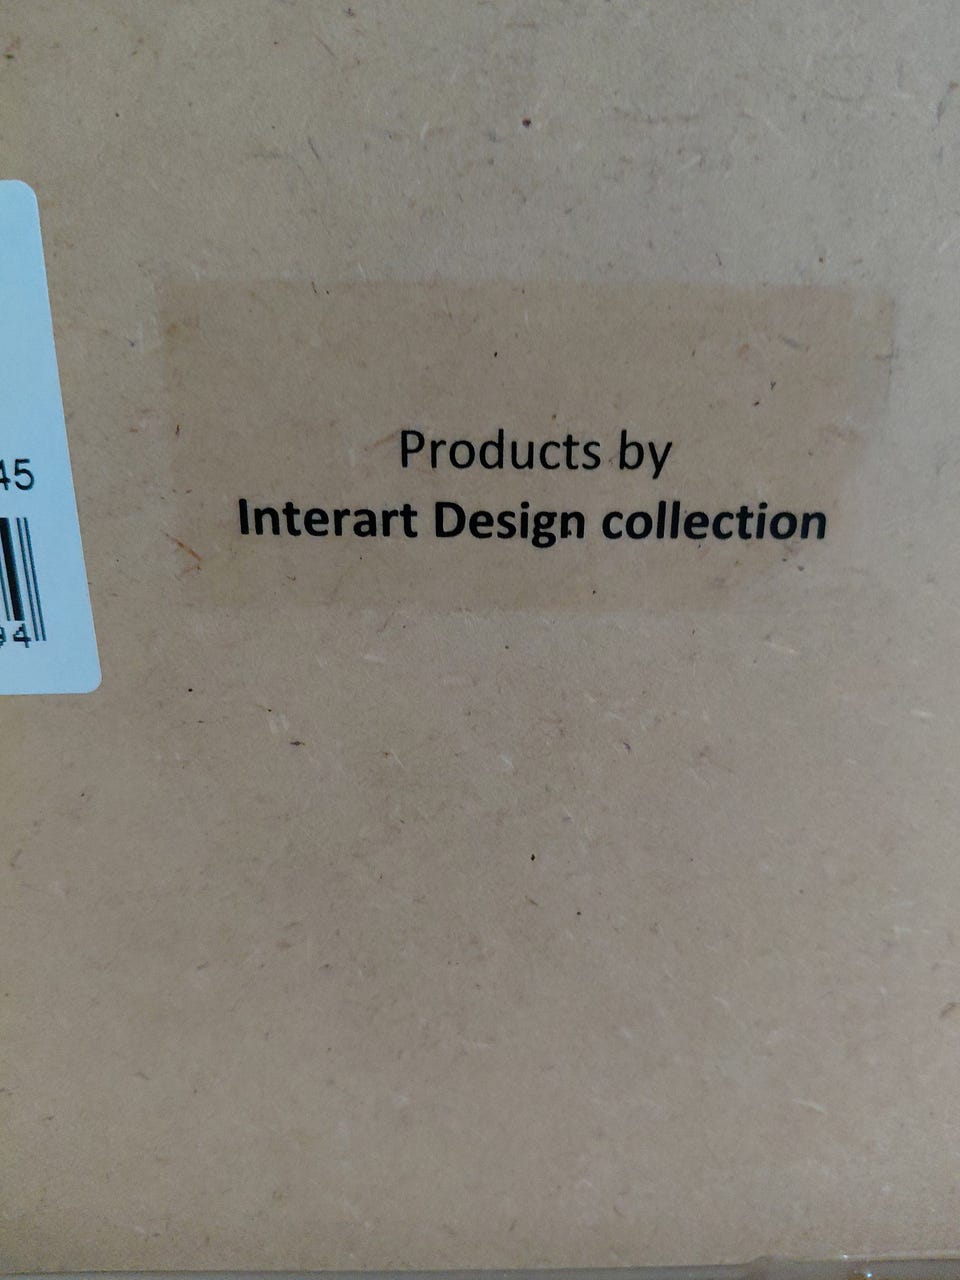 45
Products by
Interart Design collection
94